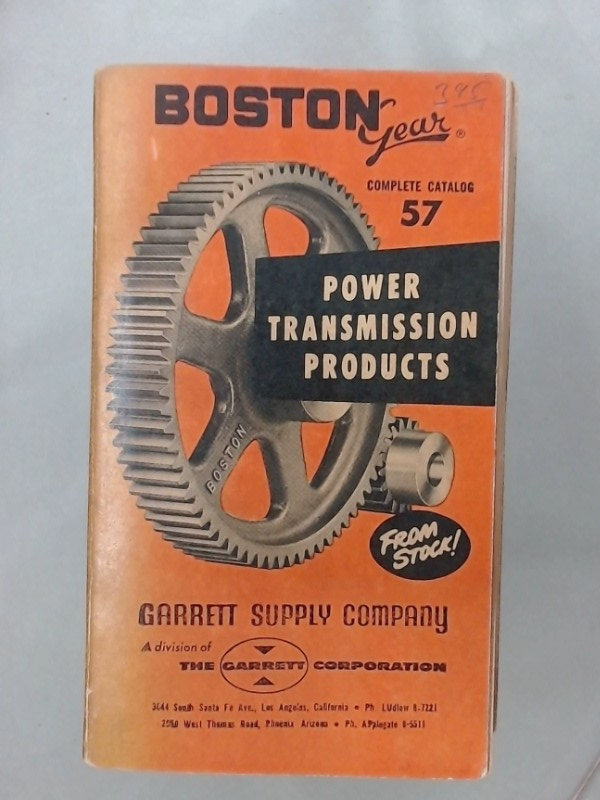 BOSTON Gear ®
COMPLETE CATALOG
57
POWER
TRANSMISSION
PRODUCTS
BOSTON
FROM
STOCK!
GARRETT SUPPLY COMPANY
A division of
THE GARRETT CORPORATION
3644 South Santa Fe Ave., Los Angeles, California • Ph LUdlow 8-7221
West Thomas Road, Phoenix Arizona • Ph. APplegate 8-5511